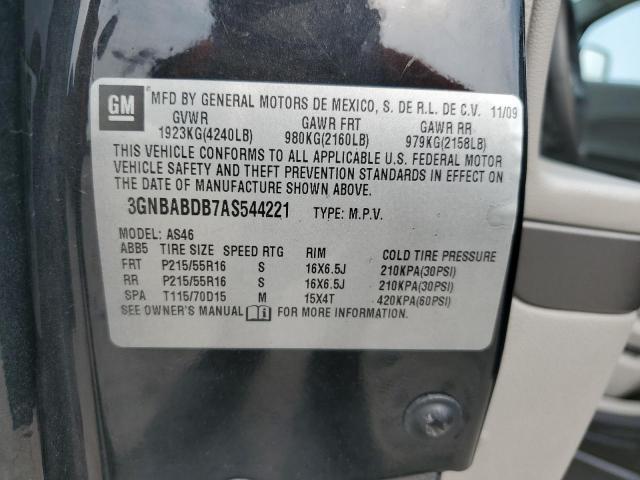 GM MFD BY GENERAL MOTORS DE MEXICO, S. DE R.L. DE C.V. 11/09
GVWR GAWR FRT GAWR RR
1923KG(4240LB) 980KG(2160LB) 979KG(2158LB)
THIS VEHICLE CONFORMS TO ALL APPLICABLE U.S. FEDERAL MOTOR
VEHICLE SAFETY AND THEFT PREVENTION STANDARDS IN EFFECT ON
THE DATE OF MANUFACTURE SHOWN ABOVE.
3GNBABDB7AS544221 TYPE: M.P.V.
MODEL: AS46
ABB5 TIRE SIZE SPEED RTG RIM COLD TIRE PRESSURE
FRT P215/55R16 S 16X6.5J 210KPA(30PSI)
RR P215/55R16 S 16X6.5J 210KPA(30PSI)
SPA T115/70D15 M 15X4T 420KPA(60PSI)
SEE OWNER'S MANUAL FOR MORE INFORMATION.